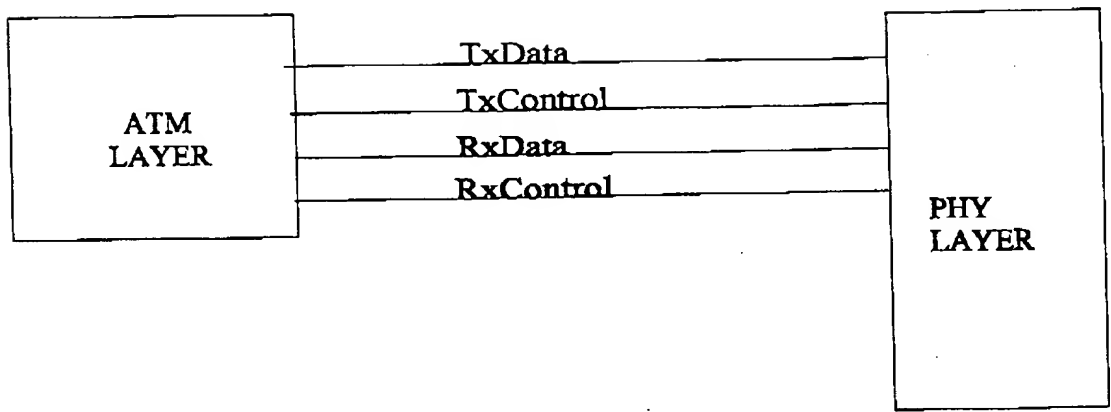 TxData
TxControl
ATM
LAYER
RxData
RxControl
PHY
LAYER